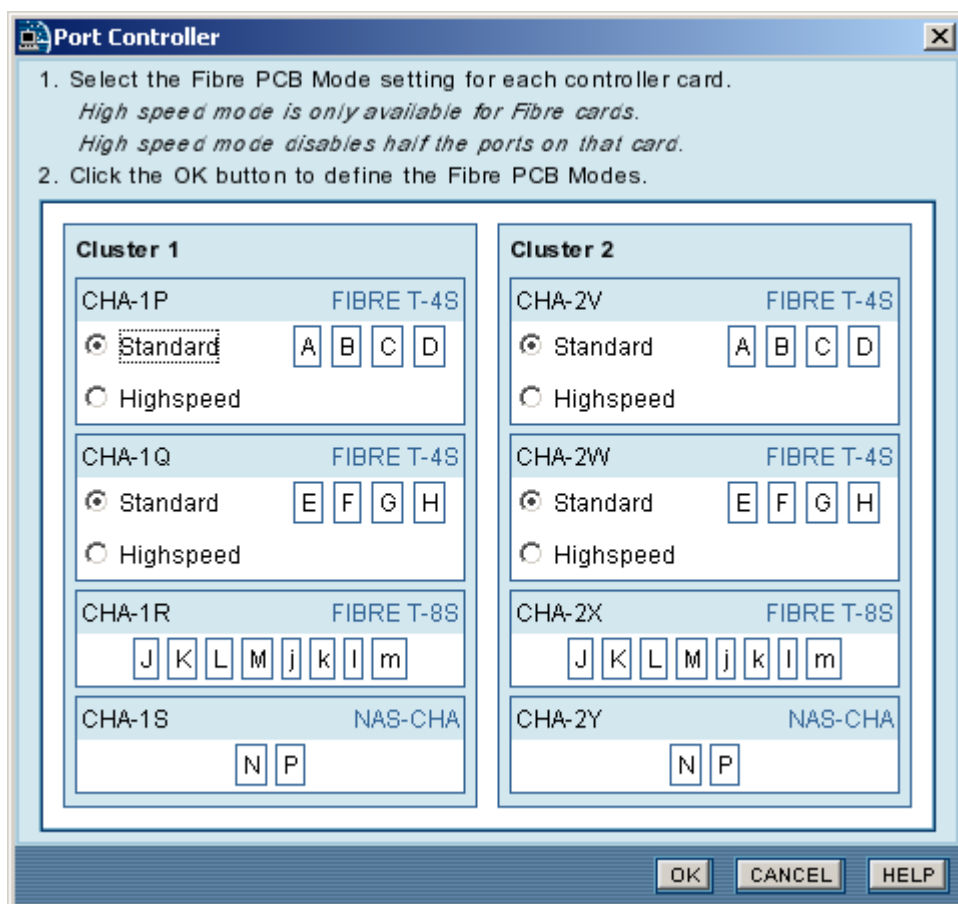 Port Controller
1. Select the Fibre PCB Mode setting for each controller card.
High speed mode is only available for Fibre cards.
High speed mode disables half the ports on that card.
2. Click the OK button to define the Fibre PCB Modes.
Cluster 1
CHA-1P FIBRE T-4S
Standard A B C D
Highspeed
CHA-1Q FIBRE T-4S
Standard E F G H
Highspeed
CHA-1R FIBRE T-8S
J K L M j k l m
CHA-1S NAS-CHA
N P
Cluster 2
CHA-2V FIBRE T-4S
Standard A B C D
Highspeed
CHA-2W FIBRE T-4S
Standard E F G H
Highspeed
CHA-2X FIBRE T-8S
J K L M j k l m
CHA-2Y NAS-CHA
N P
OK CANCEL HELP